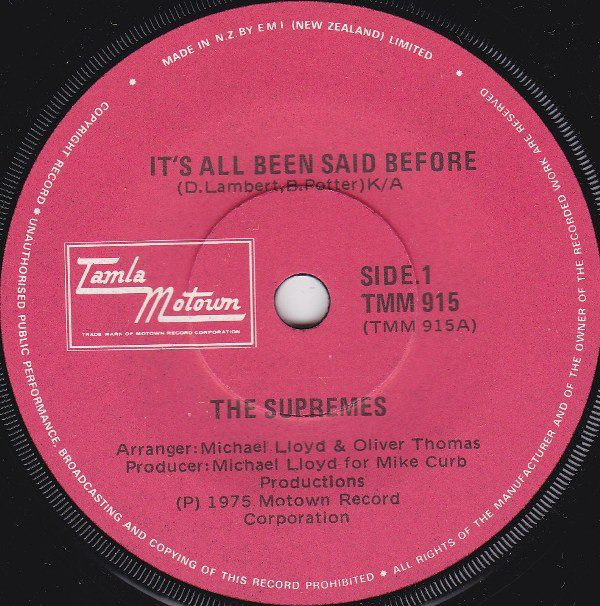 MADE IN N.Z. BY E M I (NEW ZEALAND) LIMITED
COPYRIGHT RECORD • UNAUTHORISED PUBLIC PERFORMANCE, BROADCASTING AND COPYING OF THIS RECORD PROHIBITED • ALL RIGHTS OF THE MANUFACTURER AND OF THE OWNER OF THE RECORDED WORK ARE RESERVED
IT'S ALL BEEN SAID BEFORE
(D.Lambert,B.Potter)K/A
Tamla
Motown
TRADE MARK OF MOTOWN RECORD CORPORATION
SIDE.1
TMM 915
(TMM 915A)
THE SUPREMES
Arranger:Michael Lloyd & Oliver Thomas
Producer:Michael Lloyd for Mike Curb
Productions
(P) 1975 Motown Record
Corporation